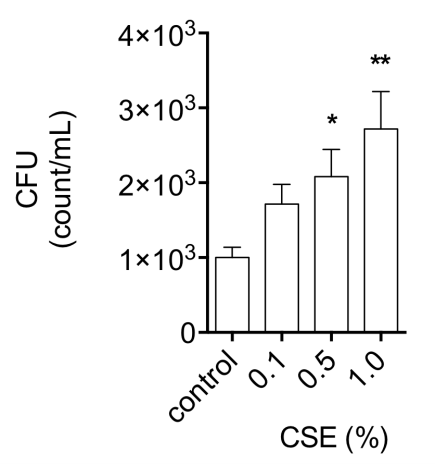 CFU
(count/mL)
4×10³
3×10³
2×10³
1×10³
0
*
**
control
0.1
0.5
1.0
CSE (%)